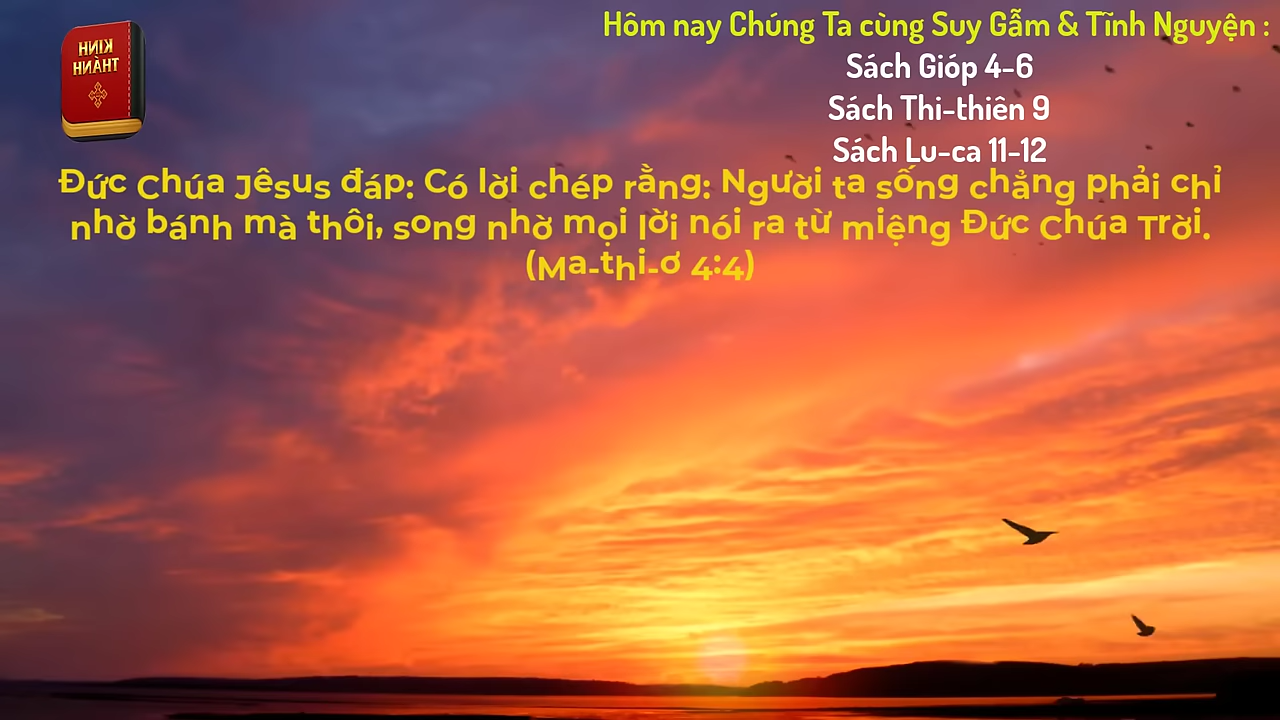 KINH
THÁNH
Hôm nay Chúng Ta cùng Suy Gẫm & Tĩnh Nguyện :
Sách Gióp 4-6
Sách Thi-thiên 9
Sách Lu-ca 11-12
Đức Chúa Jêsus đáp: Có lời chép rằng: Người ta sống chẳng phải chỉ
nhờ bánh mà thôi, song nhờ mọi lời nói ra từ miệng Đức Chúa Trời.
(Ma-thi-ơ 4:4)